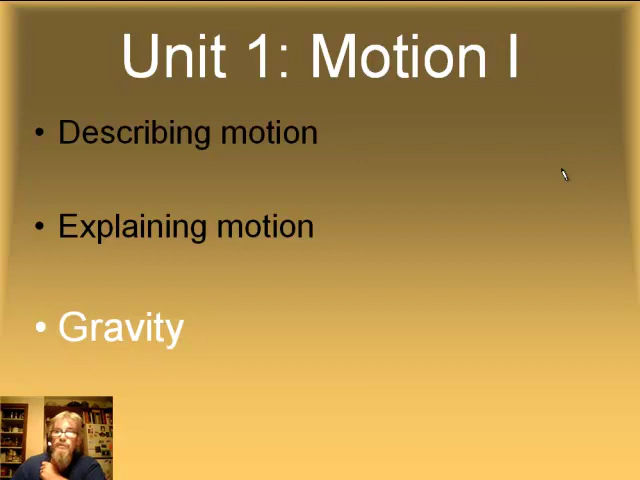 Unit 1: Motion I
• Describing motion
• Explaining motion
• Gravity